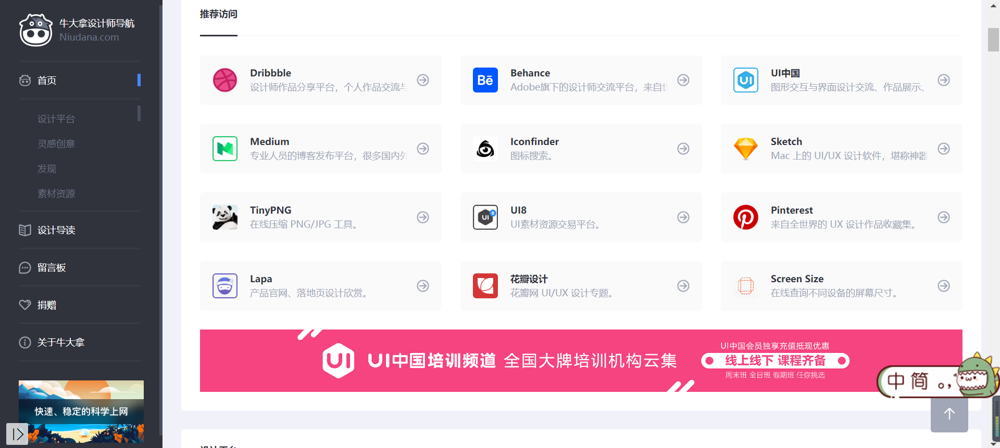 牛大拿设计师导航
Niudana.com
首页
设计平台
灵感创意
发现
素材资源
设计导读
留言板
捐赠
关于牛大拿
快速、稳定的科学上网
推荐访问
Dribbble
设计师作品分享平台，个人作品交流与
Bē
Behance
Adobe旗下的设计师交流平台，来自世
UI
UI中国
图形交互与界面设计交流、作品展示、
Medium
专业人员的博客发布平台，很多国内外
Iconfinder
图标搜索。
Sketch
Mac 上的 UI/UX 设计软件，堪称神器
TinyPNG
在线压缩 PNG/JPG 工具。
UI 8
UI8
UI素材资源交易平台。
Pinterest
来自全世界的 UX 设计作品收藏集。
Lapa
产品官网、落地页设计欣赏。
花瓣设计
花瓣网 UI/UX 设计专题。
Screen Size
在线查询不同设备的屏幕尺寸。
UI UI中国培训频道 全国大牌培训机构云集
UI中国会员独享充值抵现优惠
线上线下 课程齐备
周末班 全日班 假期班 任你挑选
中 简 。，
设计平台